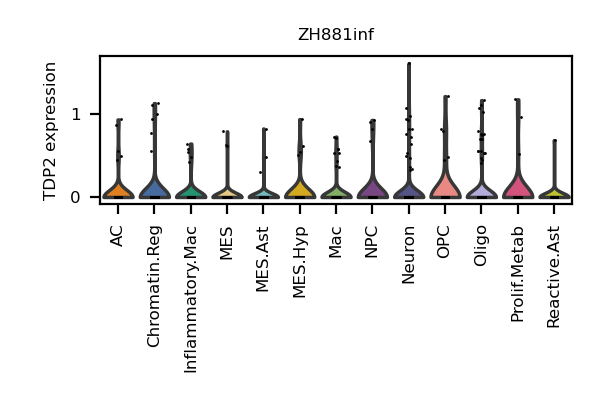 ZH881inf
TDP2 expression
1
0
AC
Chromatin.Reg
Inflammatory.Mac
MES
MES.Ast
MES.Hyp
Mac
NPC
Neuron
OPC
Oligo
Prolif.Metab
Reactive.Ast